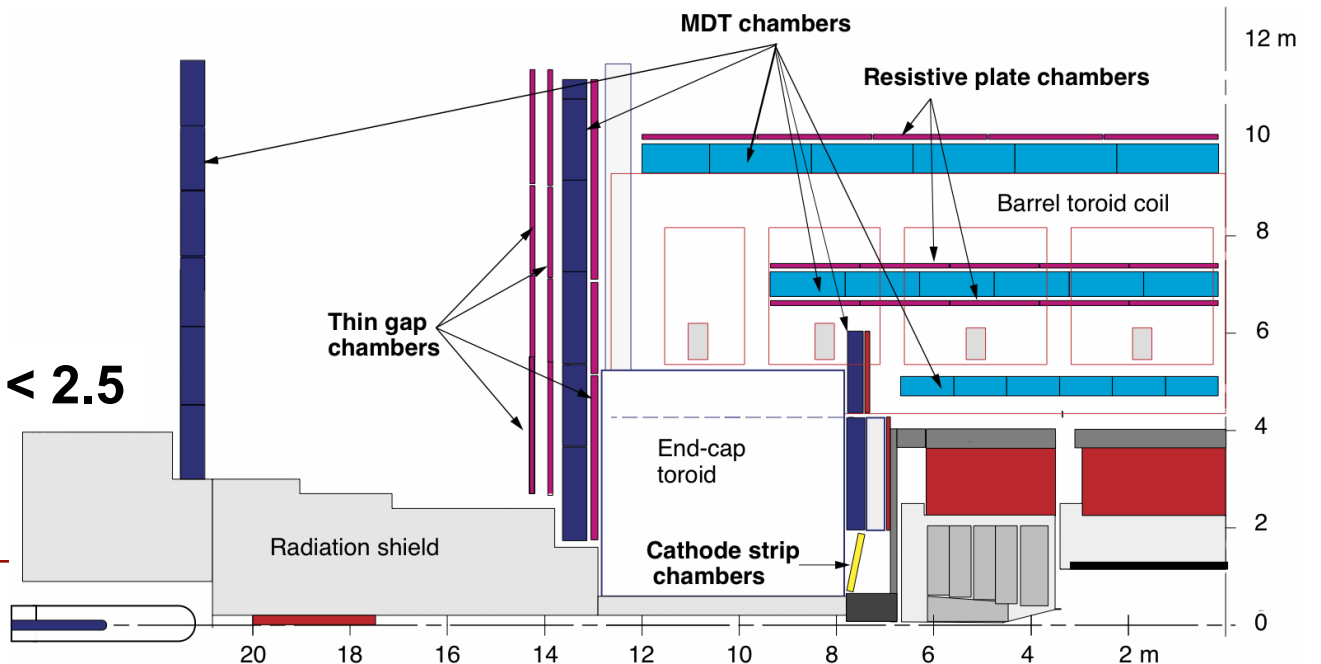 MDT chambers
12 m
Resistive plate chambers
10
Barrel toroid coil
8
Thin gap
chambers
6
< 2.5
4
End-cap
toroid
2
Radiation shield
Cathode strip
chambers
0
20 18 16 14 12 10 8 6 4 2 m